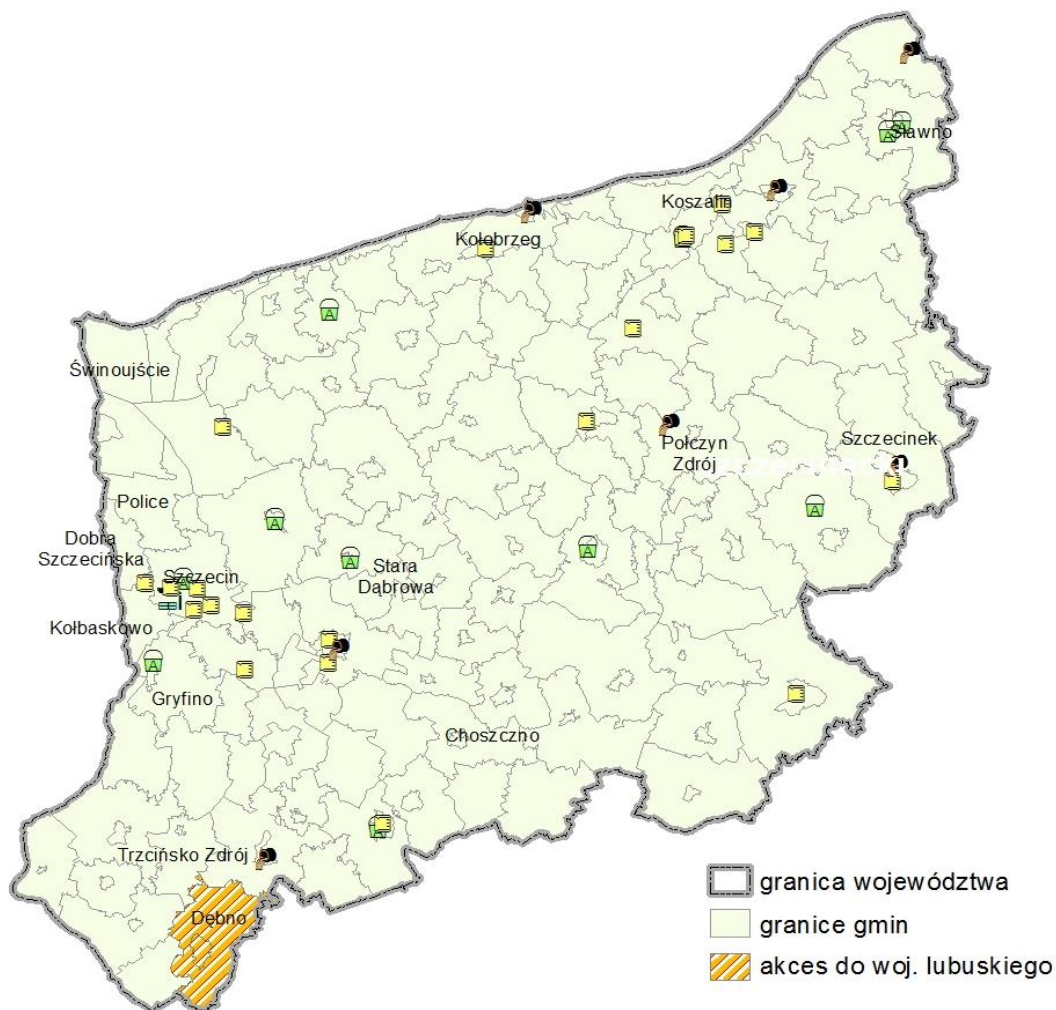 Sławno
Koszalin
Kołobrzeg
Świnoujście
Szczecinek
Połczyn
Zdrój
Police
Dobra
Szczecińska
Szczecin
Stara
Dąbrowa
Kołbaskowo
Gryfino
Choszczno
Trzcińsko Zdrój
Dębno
granica województwa
granice gmin
akces do woj. lubuskiego
A
A
A
A
A
A
A
A
A